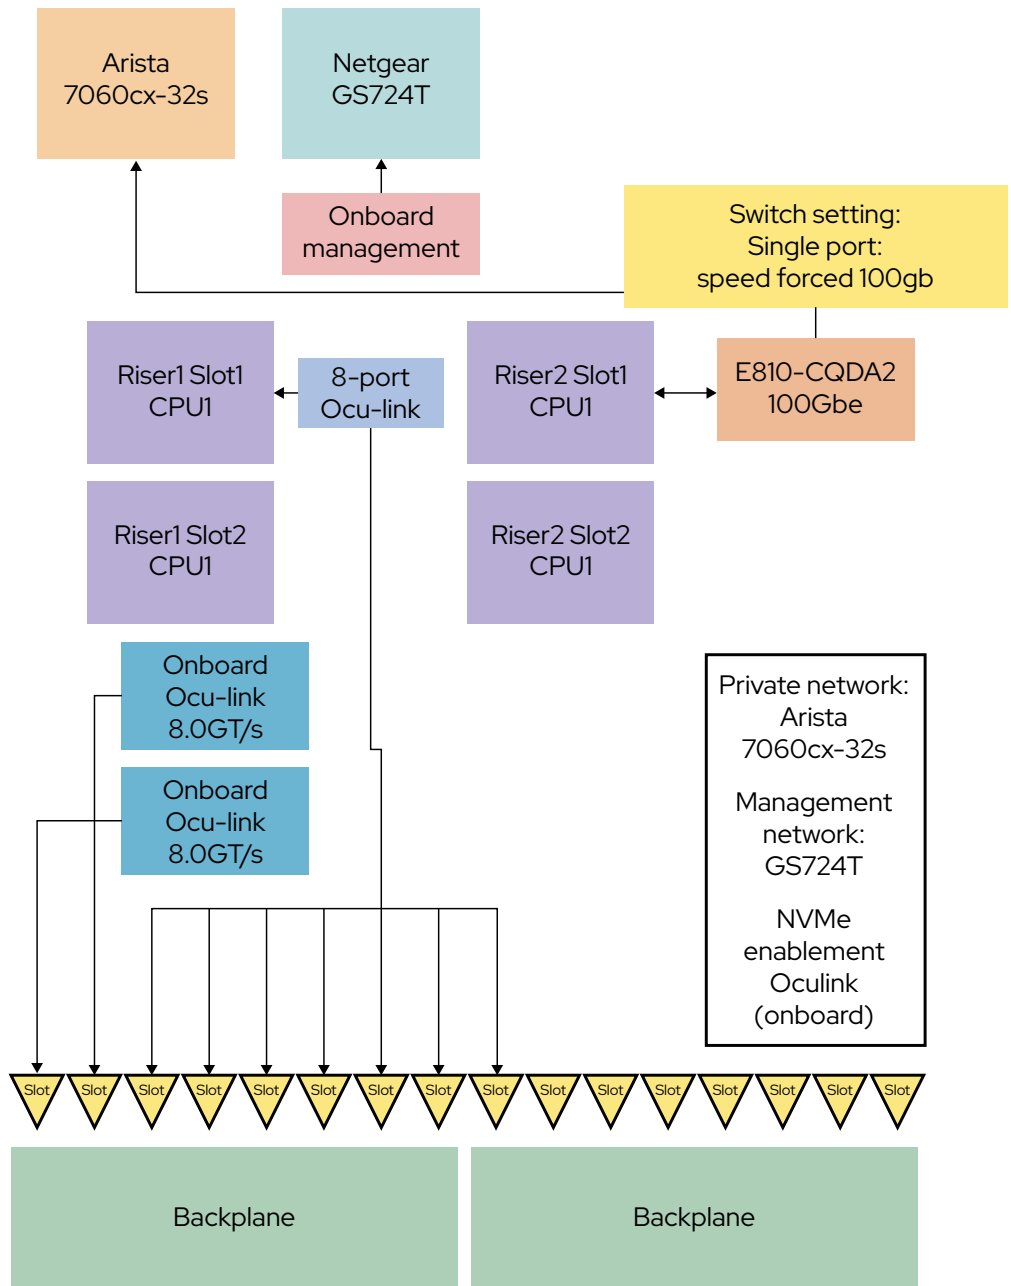 Arista
7060cx-32s
Netgear
GS724T
Onboard
management
Switch setting:
Single port:
speed forced 100gb
Riser1 Slot1
CPU1
8-port
Ocu-link
Riser2 Slot1
CPU1
E810-CQDA2
100Gbe
Riser1 Slot2
CPU1
Riser2 Slot2
CPU1
Onboard
Ocu-link
8.0GT/s
Onboard
Ocu-link
8.0GT/s
Private network:
Arista
7060cx-32s
Management
network:
GS724T
NVMe
enablement
Oculink
(onboard)
Slot Slot Slot Slot Slot Slot Slot Slot Slot Slot Slot Slot Slot Slot Slot Slot
Backplane
Backplane